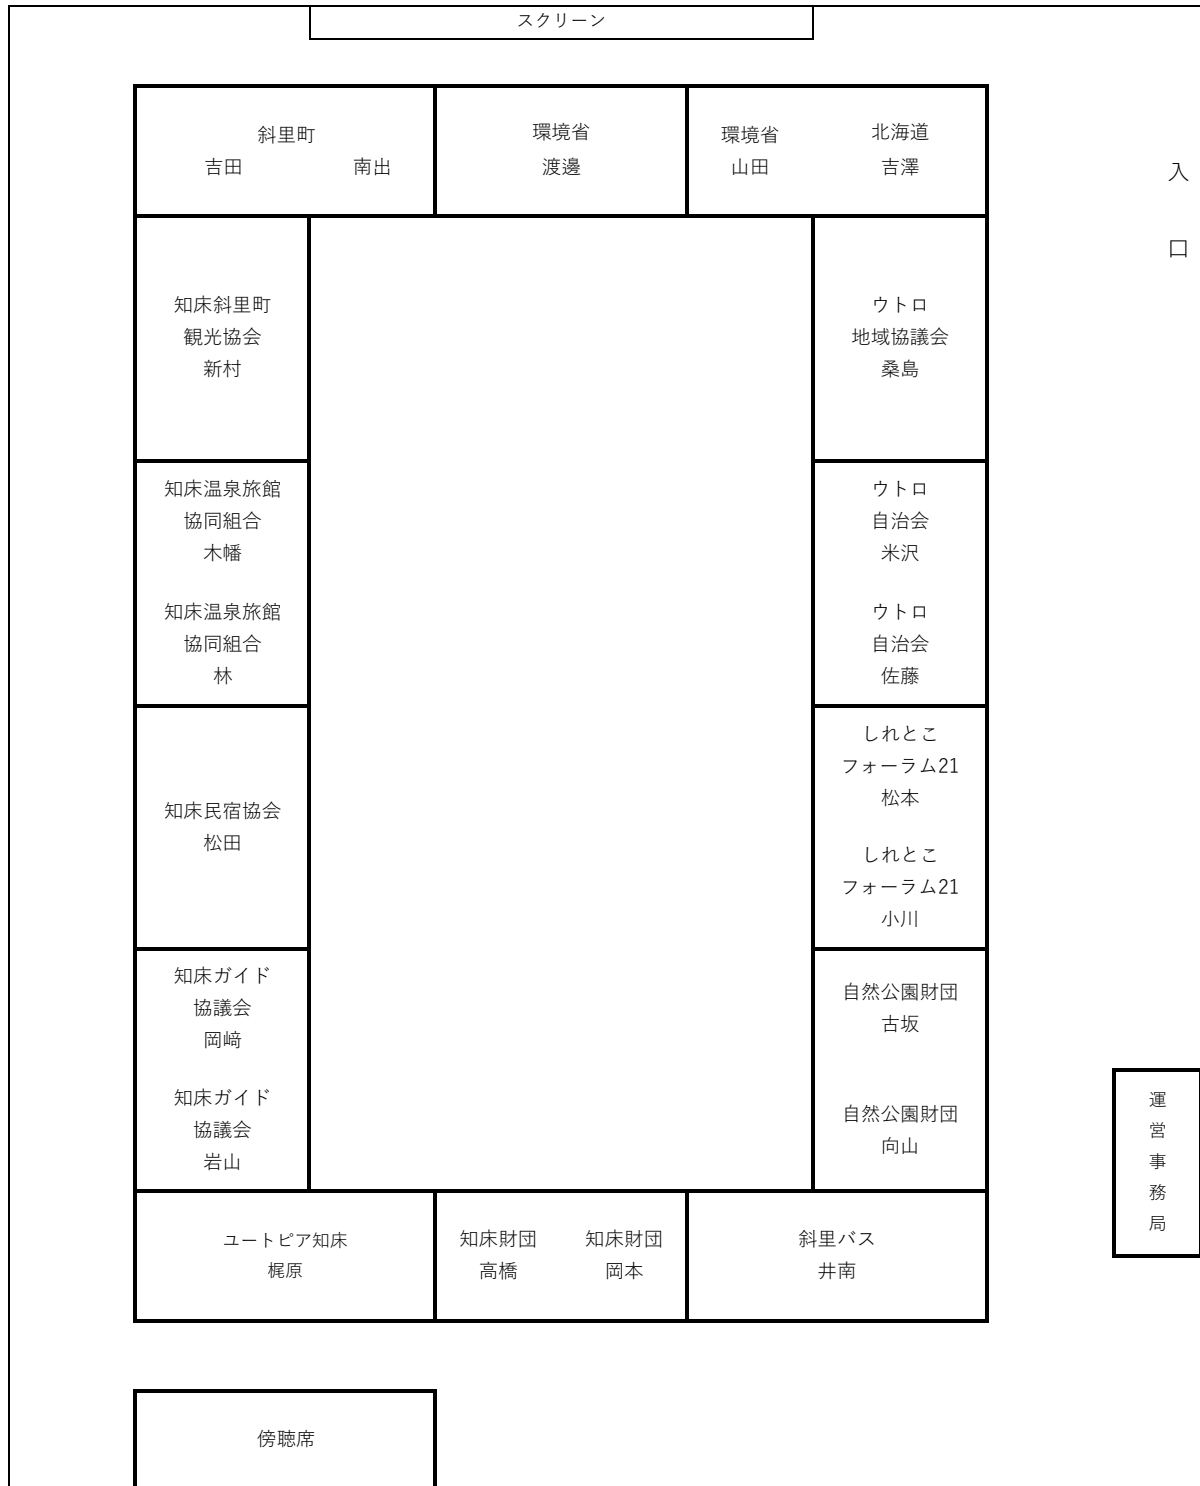 スクリーン
斜里町
吉田 南出
環境省
渡邊
環境省 北海道
山田 吉澤
入
口
知床斜里町
観光協会
新村
ウトロ
地域協議会
桑島
知床温泉旅館
協同組合
木幡
知床温泉旅館
協同組合
林
ウトロ
自治会
米沢
ウトロ
自治会
佐藤
知床民宿協会
松田
しれとこ
フォーラム21
松本
しれとこ
フォーラム21
小川
知床ガイド
協議会
岡﨑
知床ガイド
協議会
岩山
自然公園財団
古坂
自然公園財団
向山
運
営
事
務
局
ユートピア知床
梶原
知床財団 知床財団
高橋 岡本
斜里バス
井南
傍聴席